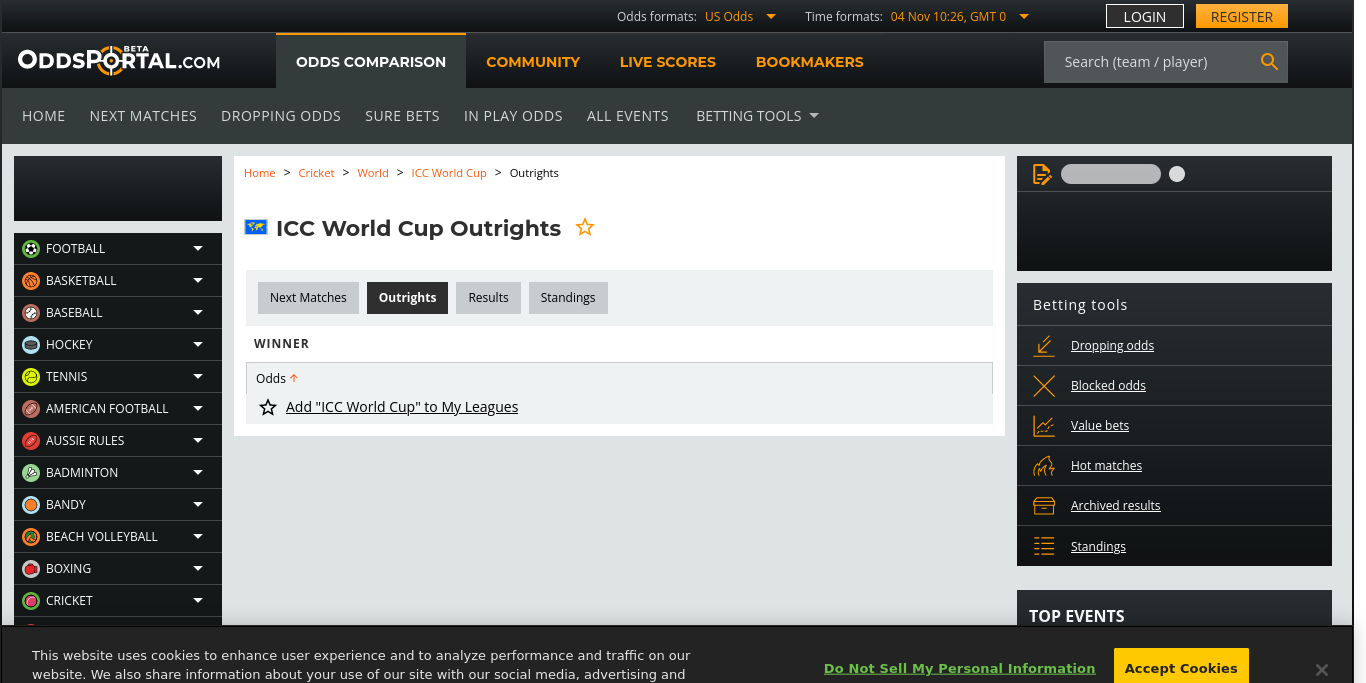 Odds formats: US Odds Time formats: 04 Nov 10:26, GMT 0 LOGIN REGISTER
ODDSPORTAL.COM BETA
ODDS COMPARISON COMMUNITY LIVE SCORES BOOKMAKERS
Search (team / player)
HOME NEXT MATCHES DROPPING ODDS SURE BETS IN PLAY ODDS ALL EVENTS BETTING TOOLS
FOOTBALL
BASKETBALL
BASEBALL
HOCKEY
TENNIS
AMERICAN FOOTBALL
AUSSIE RULES
BADMINTON
BANDY
BEACH VOLLEYBALL
BOXING
CRICKET
Home > Cricket > World > ICC World Cup > Outrights
ICC World Cup Outrights
Next Matches Outrights Results Standings
WINNER
Odds
Add "ICC World Cup" to My Leagues
Betting tools
Dropping odds
Blocked odds
Value bets
Hot matches
Archived results
Standings
TOP EVENTS
This website uses cookies to enhance user experience and to analyze performance and traffic on our
website. We also share information about your use of our site with our social media, advertising and
Do Not Sell My Personal Information
Accept Cookies